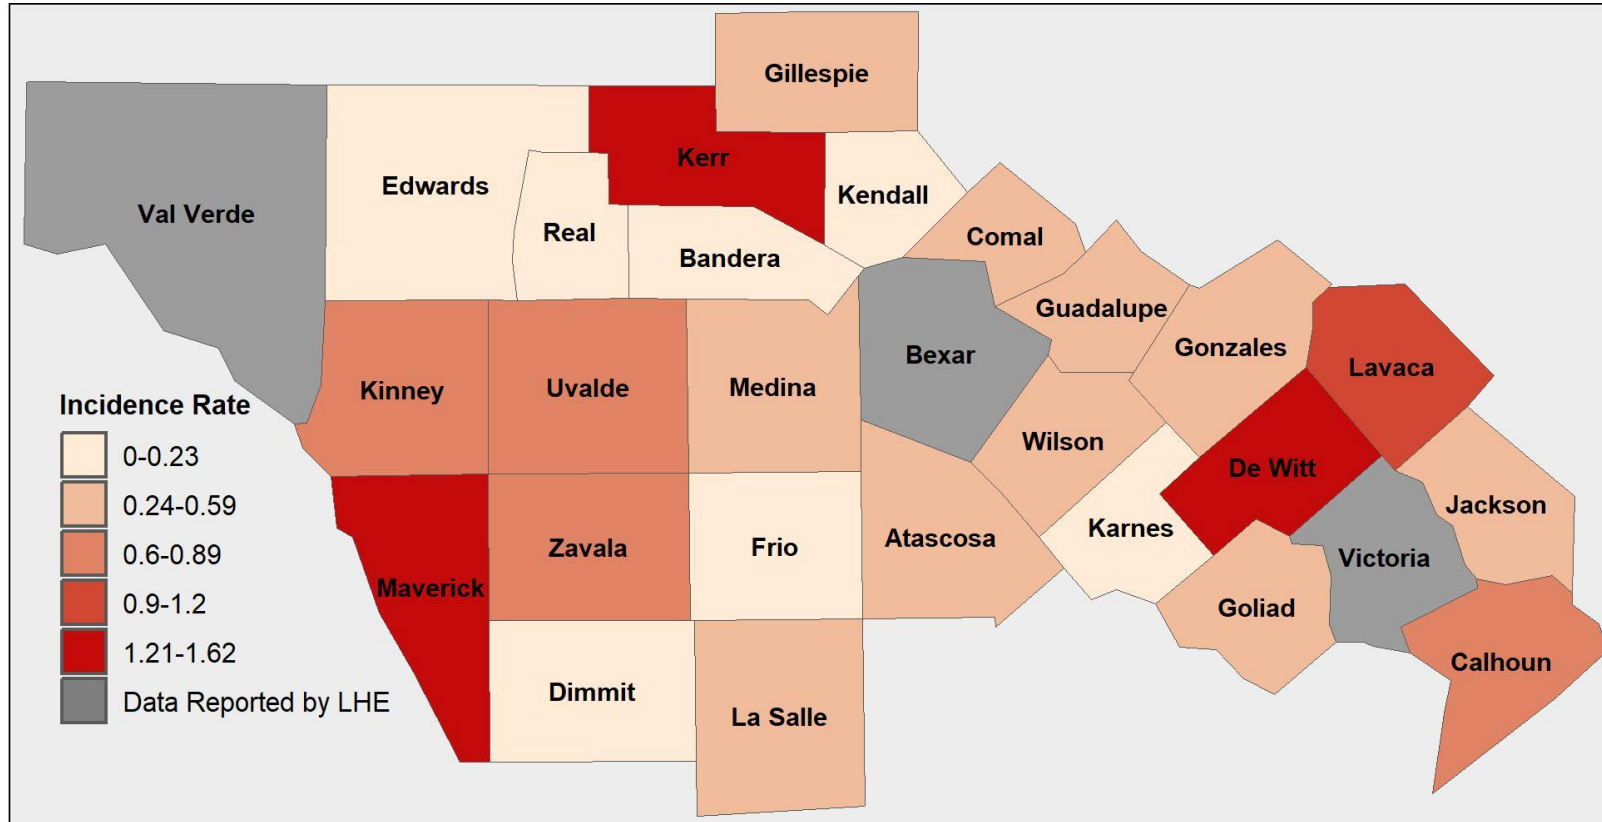 Gillespie
Kerr
Edwards
Kendall
Val Verde
Real
Comal
Bandera
Guadalupe
Gonzales
Bexar
Lavaca
Kinney
Uvalde
Medina
Wilson
De Witt
Jackson
Karnes
Atascosa
Zavala
Frio
Victoria
Maverick
Goliad
Calhoun
Dimmit
La Salle
Incidence Rate
0-0.23
0.24-0.59
0.6-0.89
0.9-1.2
1.21-1.62
Data Reported by LHE